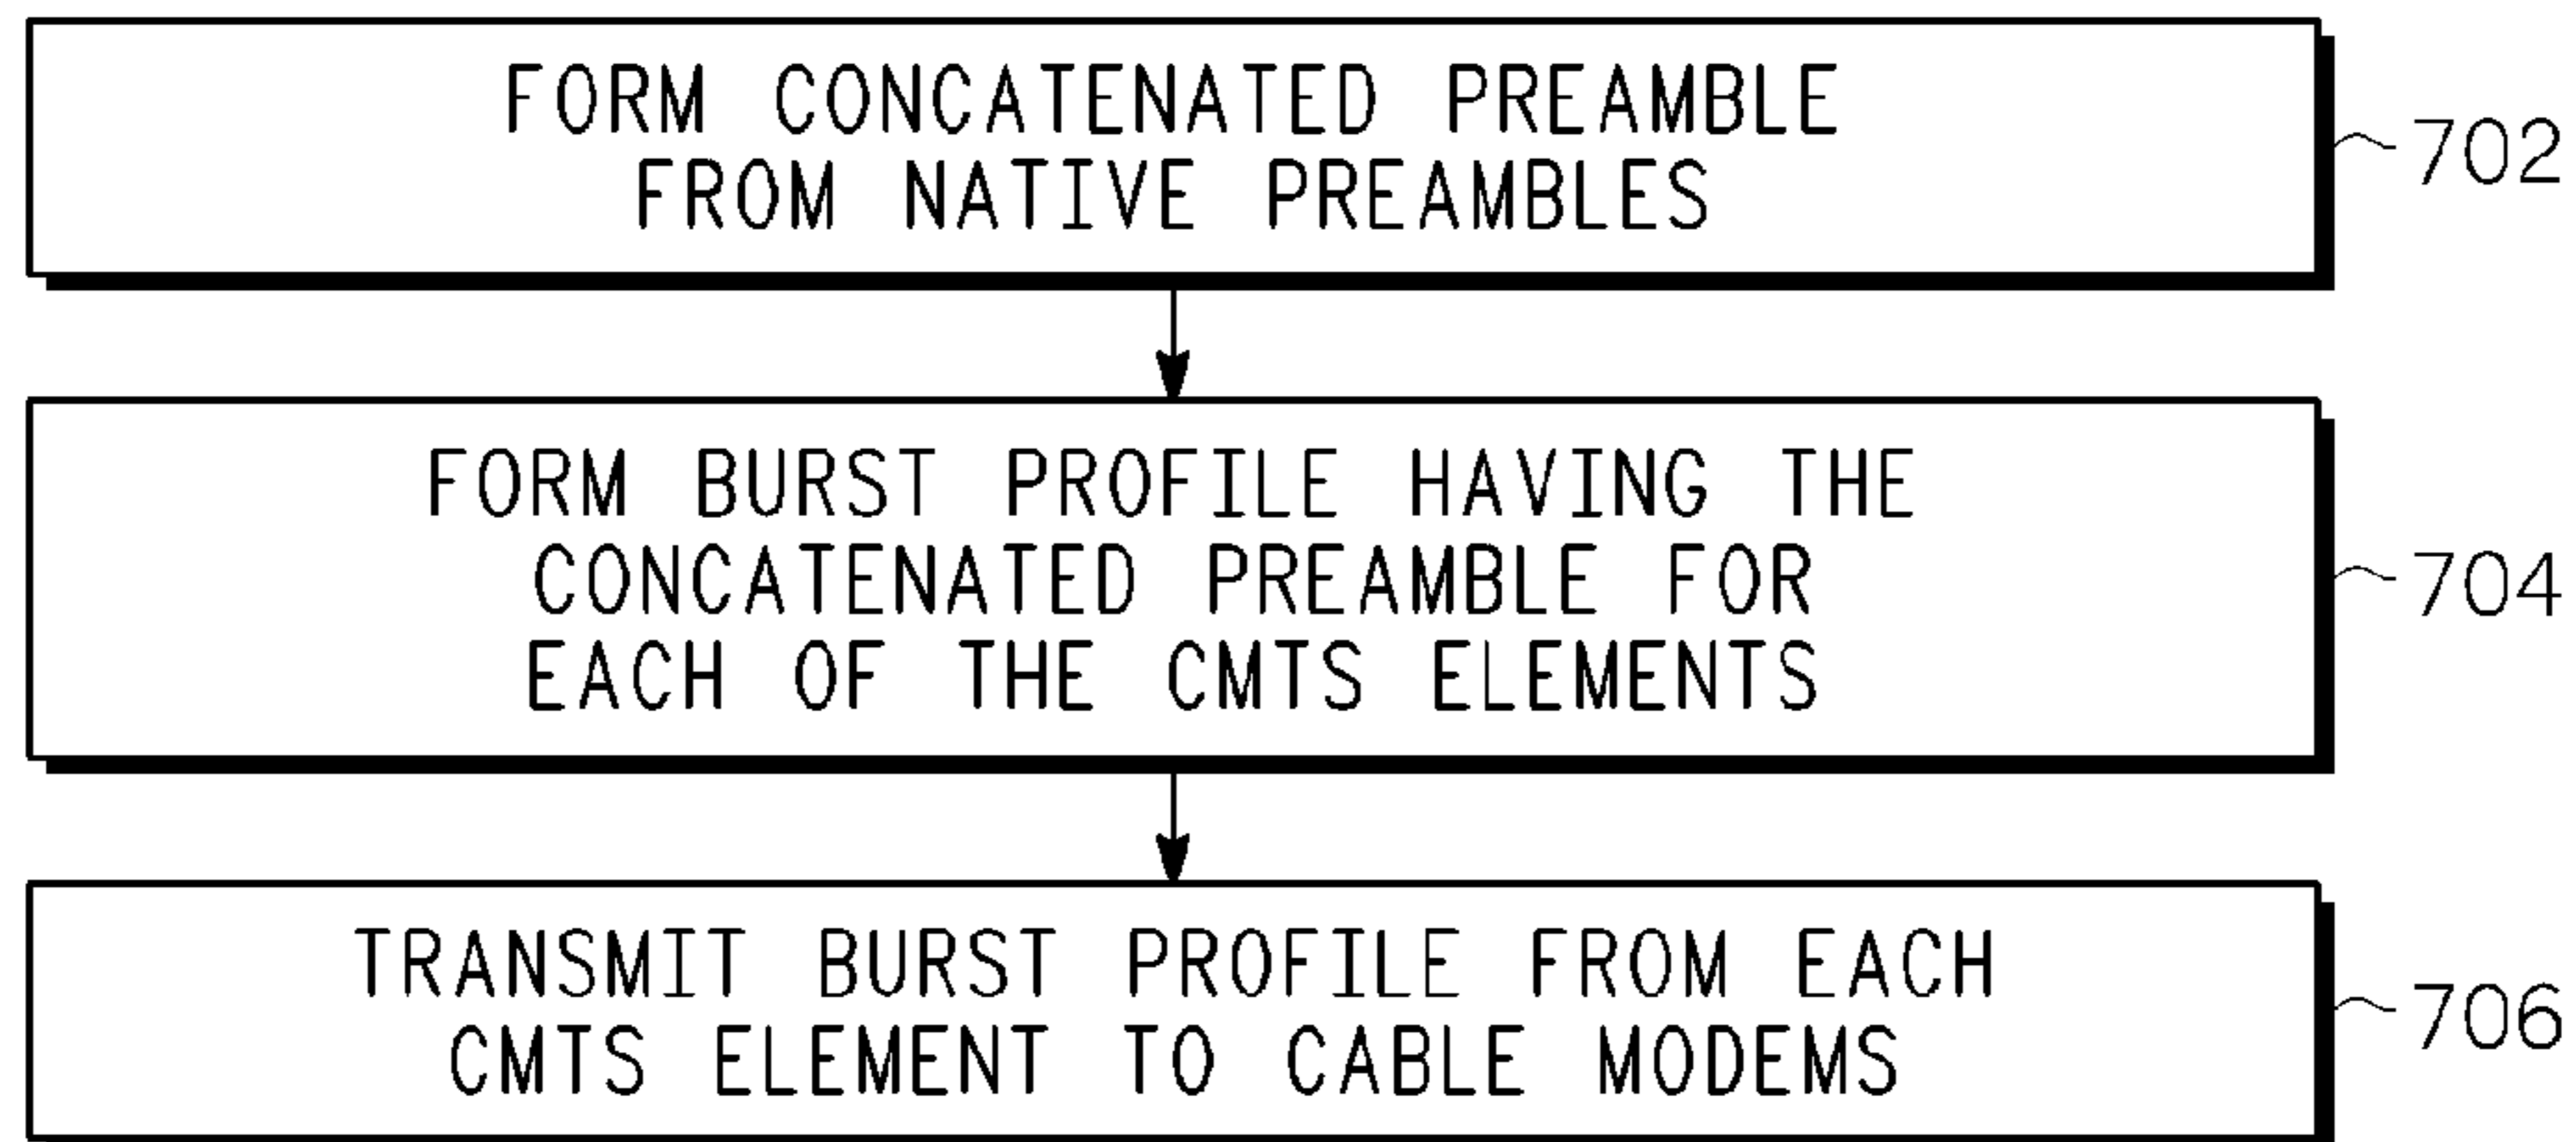 FORM CONCATENATED PREAMBLE
FROM NATIVE PREAMBLES
702
FORM BURST PROFILE HAVING THE
CONCATENATED PREAMBLE FOR
EACH OF THE CMTS ELEMENTS
704
TRANSMIT BURST PROFILE FROM EACH
CMTS ELEMENT TO CABLE MODEMS
706